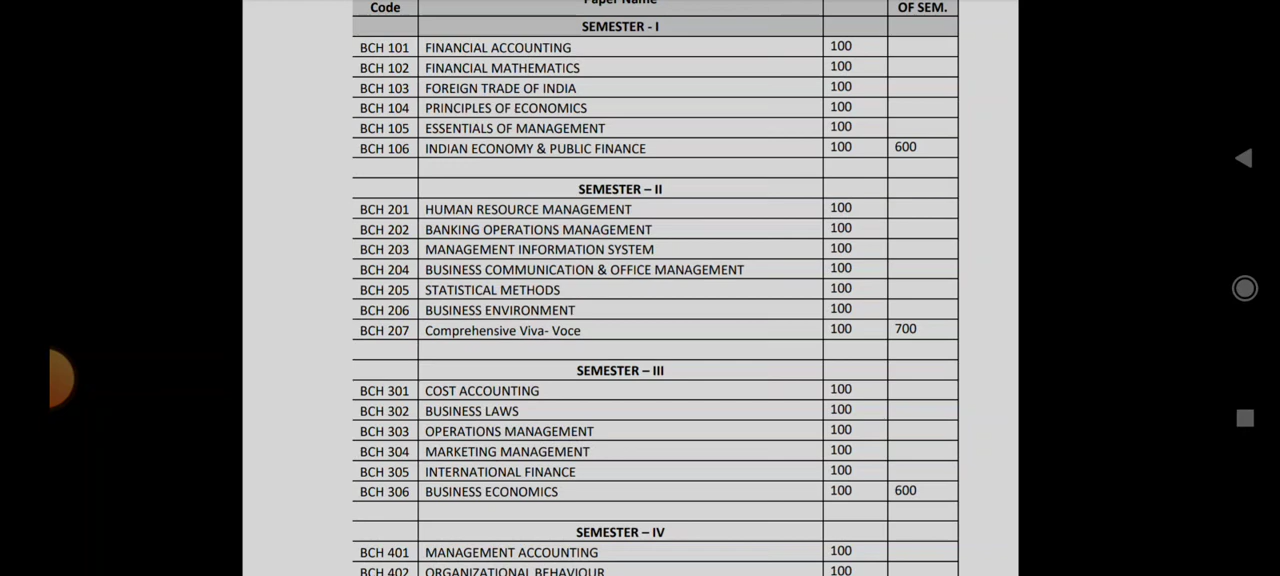 Code Paper Name OF SEM.
SEMESTER - I
BCH 101 FINANCIAL ACCOUNTING 100
BCH 102 FINANCIAL MATHEMATICS 100
BCH 103 FOREIGN TRADE OF INDIA 100
BCH 104 PRINCIPLES OF ECONOMICS 100
BCH 105 ESSENTIALS OF MANAGEMENT 100
BCH 106 INDIAN ECONOMY & PUBLIC FINANCE 100 600
SEMESTER – II
BCH 201 HUMAN RESOURCE MANAGEMENT 100
BCH 202 BANKING OPERATIONS MANAGEMENT 100
BCH 203 MANAGEMENT INFORMATION SYSTEM 100
BCH 204 BUSINESS COMMUNICATION & OFFICE MANAGEMENT 100
BCH 205 STATISTICAL METHODS 100
BCH 206 BUSINESS ENVIRONMENT 100
BCH 207 Comprehensive Viva- Voce 100 700
SEMESTER – III
BCH 301 COST ACCOUNTING 100
BCH 302 BUSINESS LAWS 100
BCH 303 OPERATIONS MANAGEMENT 100
BCH 304 MARKETING MANAGEMENT 100
BCH 305 INTERNATIONAL FINANCE 100
BCH 306 BUSINESS ECONOMICS 100 600
SEMESTER – IV
BCH 401 MANAGEMENT ACCOUNTING 100
BCH 402 ORGANIZATIONAL BEHAVIOUR 100